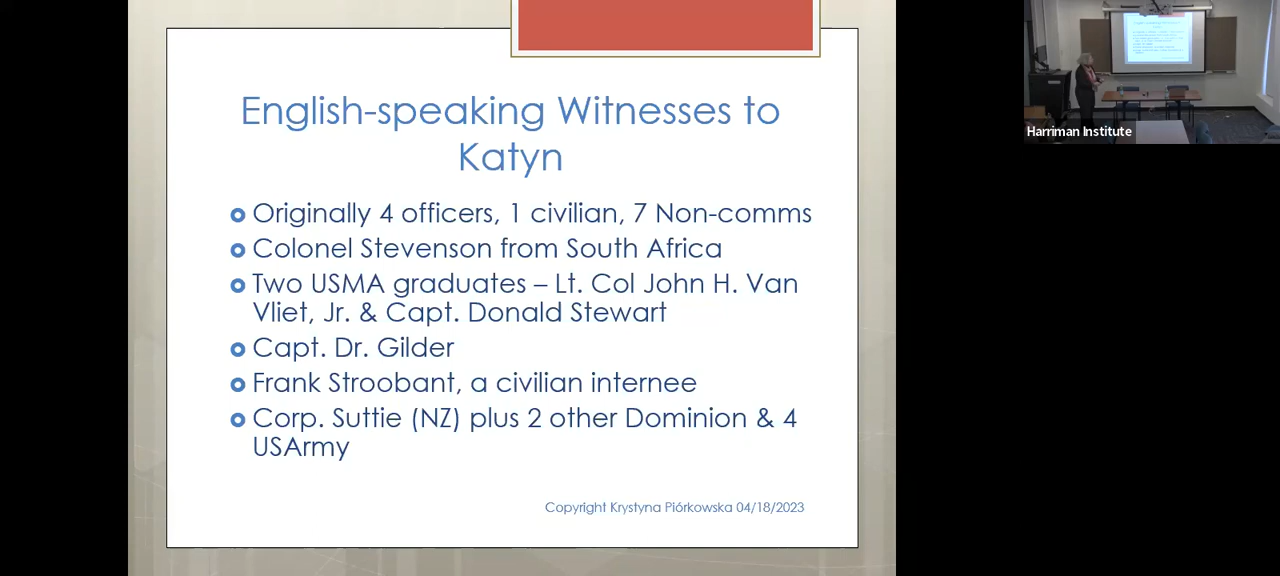 English-speaking Witnesses to
Katyn
Originally 4 officers, 1 civilian, 7 Non-comms
Colonel Stevenson from South Africa
Two USMA graduates – Lt. Col John H. Van
Vliet, Jr. & Capt. Donald Stewart
Capt. Dr. Gilder
Frank Stroobant, a civilian internee
Corp. Suttie (NZ) plus 2 other Dominion & 4
USArmy
Copyright Krystyna Piórkowska 04/18/2023
Harriman Institute